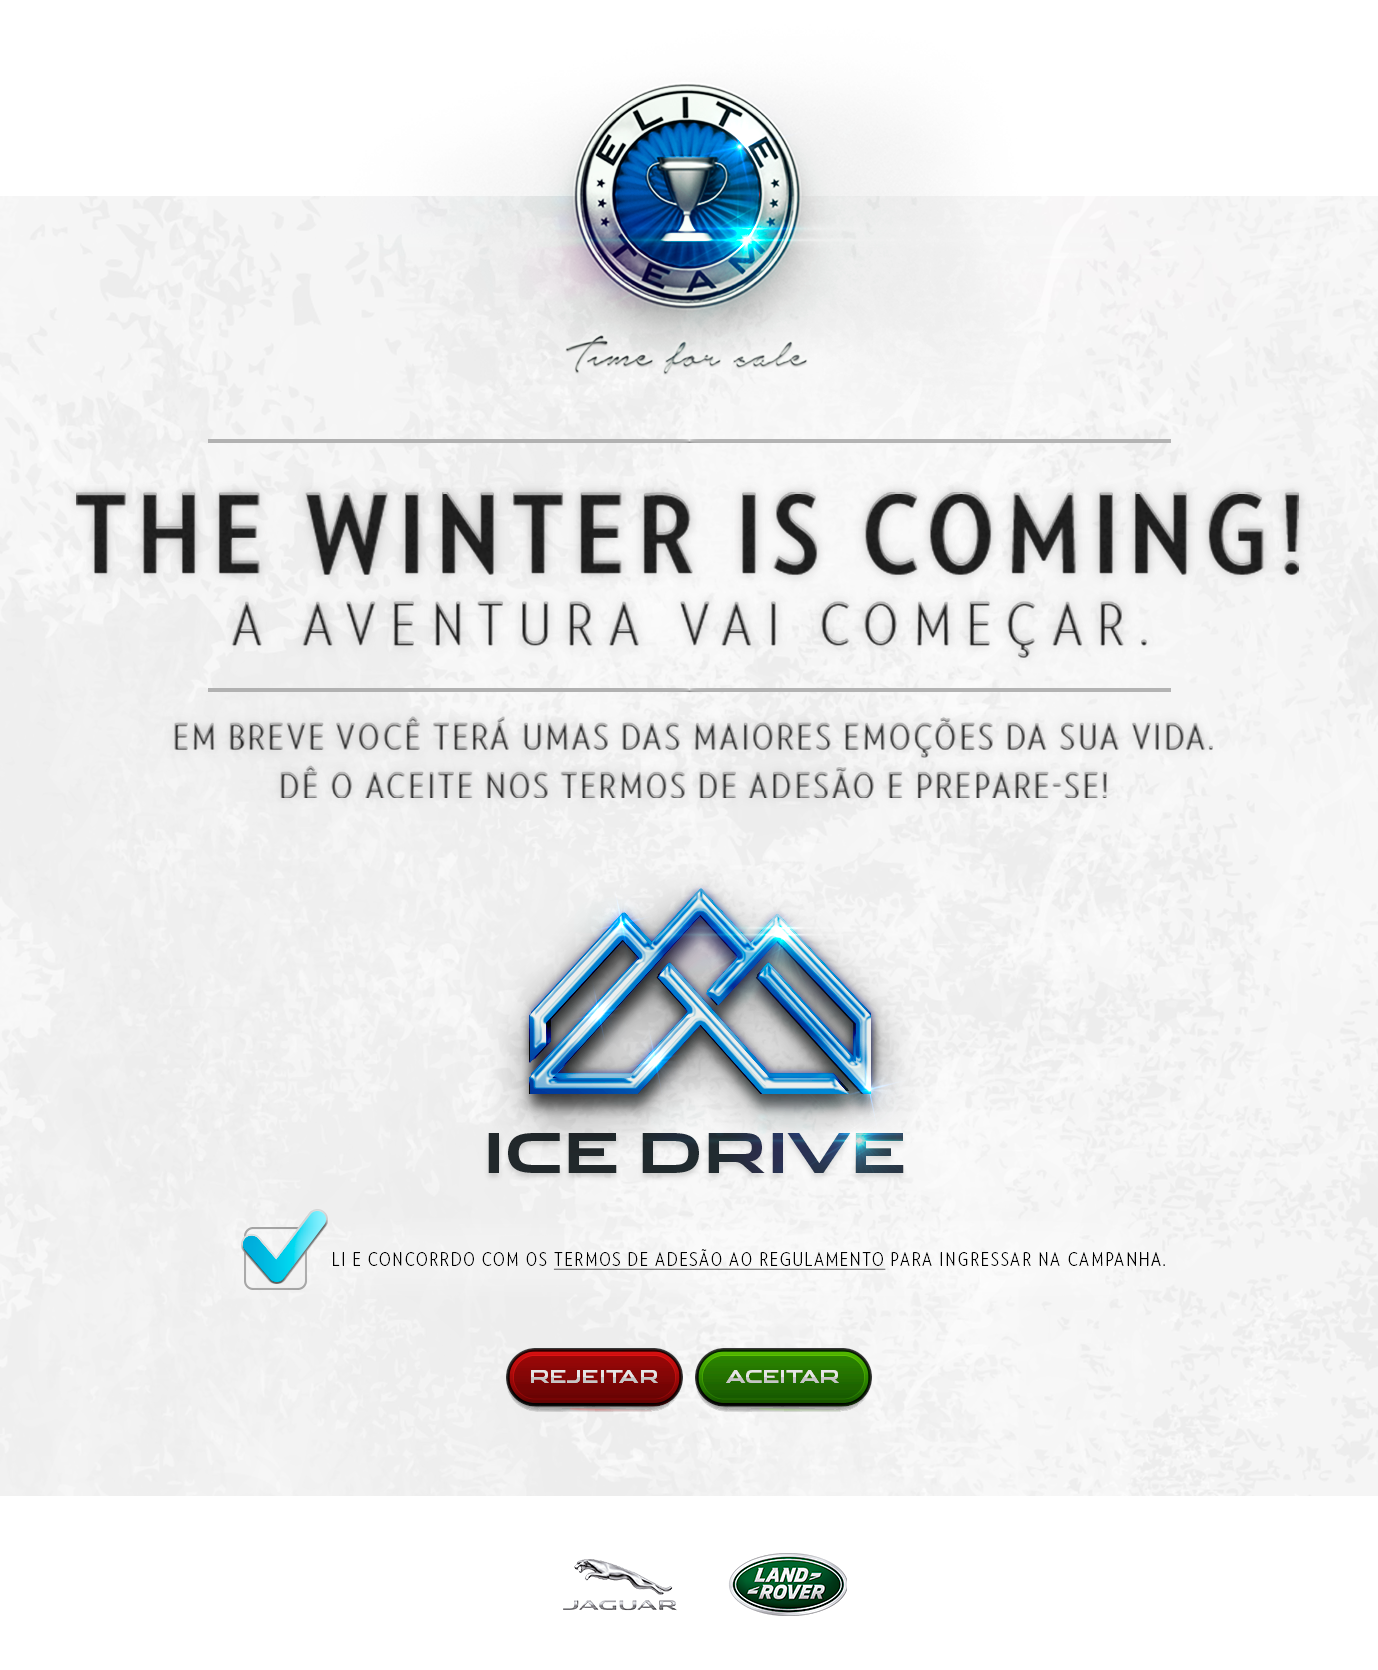 ELITE
TEAM
Time for sale
THE WINTER IS COMING!
A AVENTURA VAI COMEÇAR.
EM BREVE VOCÊ TERÁ UMAS DAS MAIORES EMOÇÕES DA SUA VIDA.
DÊ O ACEITE NOS TERMOS DE ADESÃO E PREPARE-SE!
ICE DRIVE
LI E CONCORRDO COM OS TERMOS DE ADESÃO AO REGULAMENTO PARA INGRESSAR NA CAMPANHA.
REJEITAR ACEITAR
JAGUAR
LAND-
-ROVER